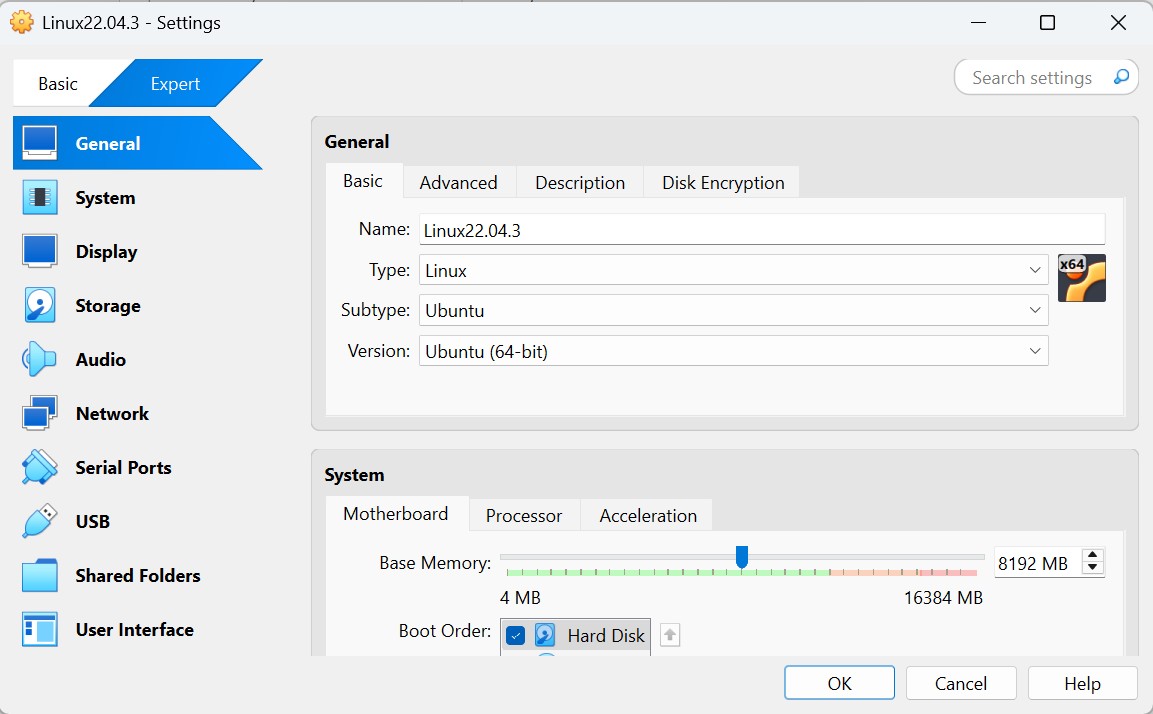 Linux22.04.3 - Settings
Basic
Expert
Search settings
General
System
Display
Storage
Audio
Network
Serial Ports
USB
Shared Folders
User Interface
General
Basic Advanced Description Disk Encryption
Name: Linux22.04.3
x64
Type: Linux
Subtype: Ubuntu
Version: Ubuntu (64-bit)
System
Motherboard Processor Acceleration
Base Memory: 8192 MB
4 MB 16384 MB
Boot Order: Hard Disk
OK Cancel Help